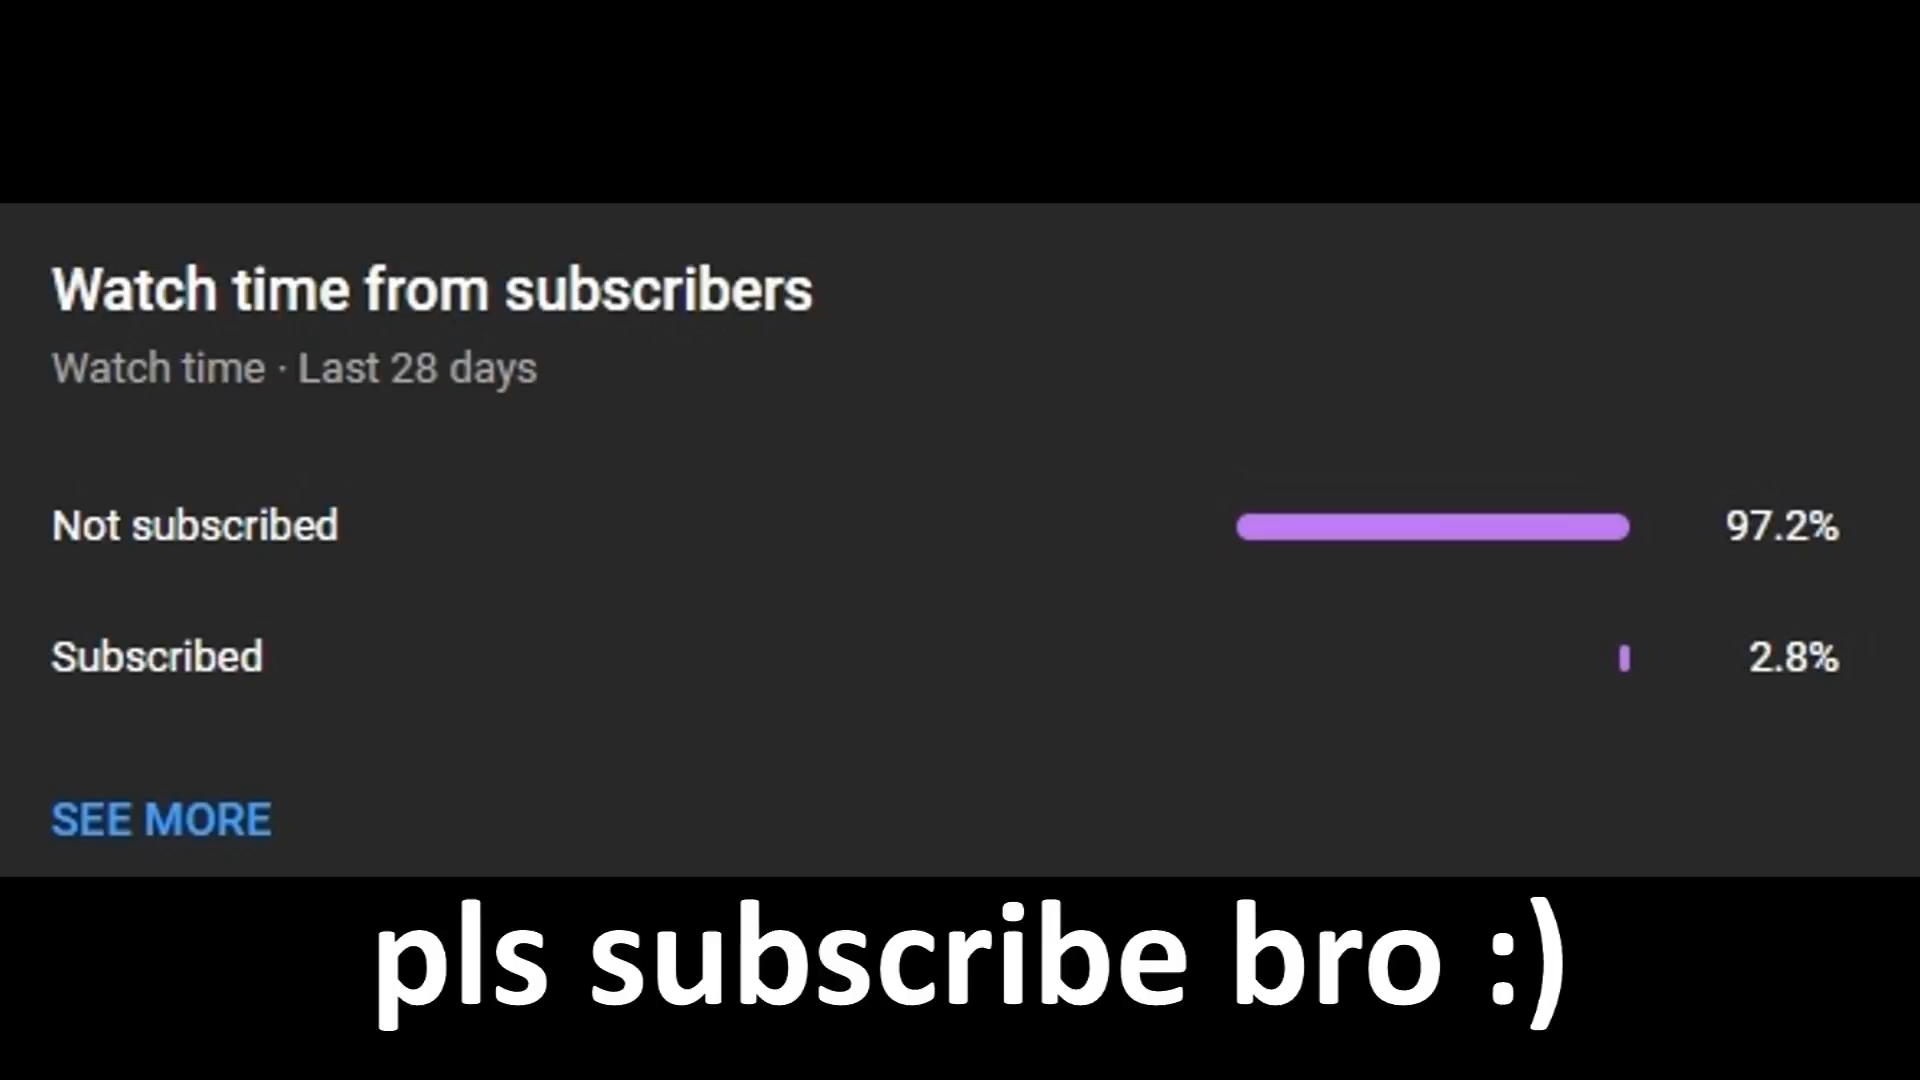 Watch time from subscribers
Watch time · Last 28 days
Not subscribed 97.2%
Subscribed 2.8%
SEE MORE
pls subscribe bro :)